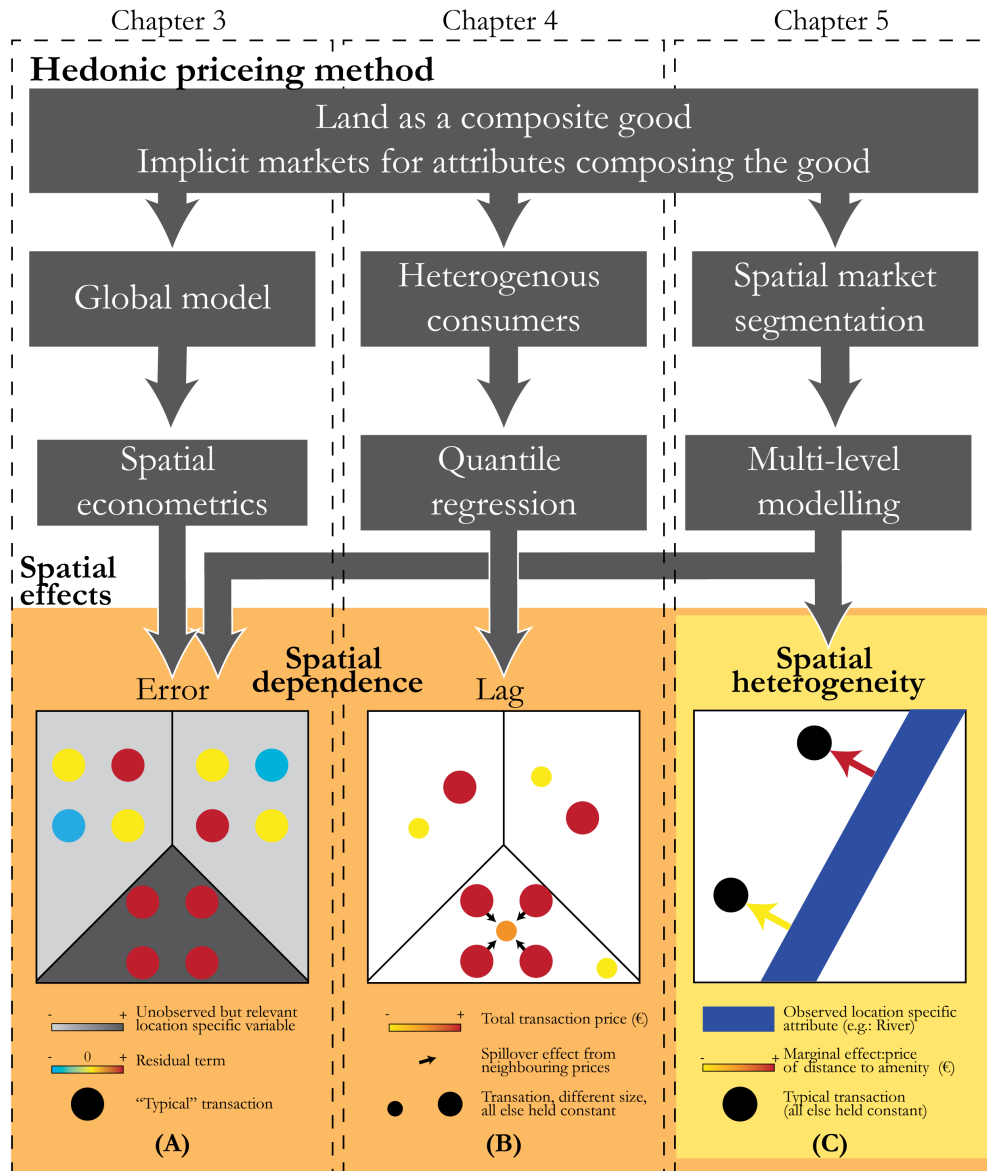 Chapter 3
Chapter 4
Chapter 5
Hedonic priceing method
Land as a composite good
Implicit markets for attributes composing the good
Global model
Heterogenous
consumers
Spatial market
segmentation
Spatial
econometrics
Quantile
regression
Multi-level
modelling
Spatial
effects
Spatial
dependence
Error
Lag
Spatial
heterogeneity
- +
Unobserved but relevant
location specific variable
- 0 +
Residual term
“Typical” transaction
(A)
- +
Total transaction price (€)
Spillover effect from
neighbouring prices
Transation, different size,
all else held constant
(B)
Observed location specific
attribute (e.g.: River)
- +
Marginal effect:price
of distance to amenity (€)
Typical transaction
(all else held constant)
(C)